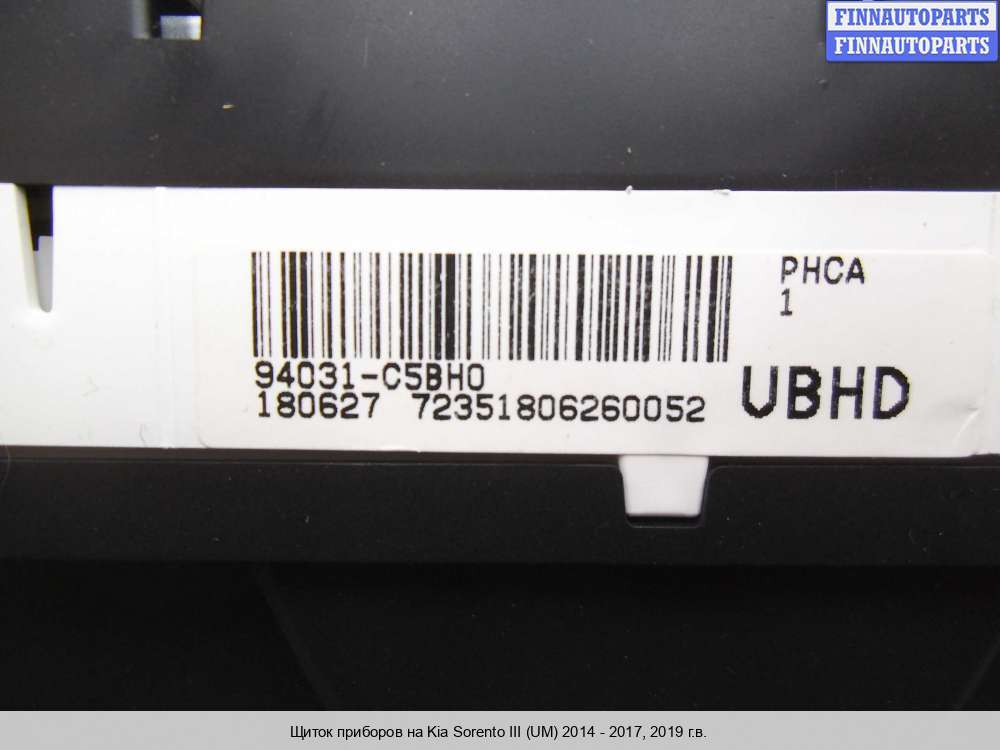 FINNAUTOPARTS
FINNAUTOPARTS
PHCA
1
94031-C5BH0
180627 72351806260052
UBHD
Щиток приборов на Kia Sorento III (UM) 2014 - 2017, 2019 г.в.